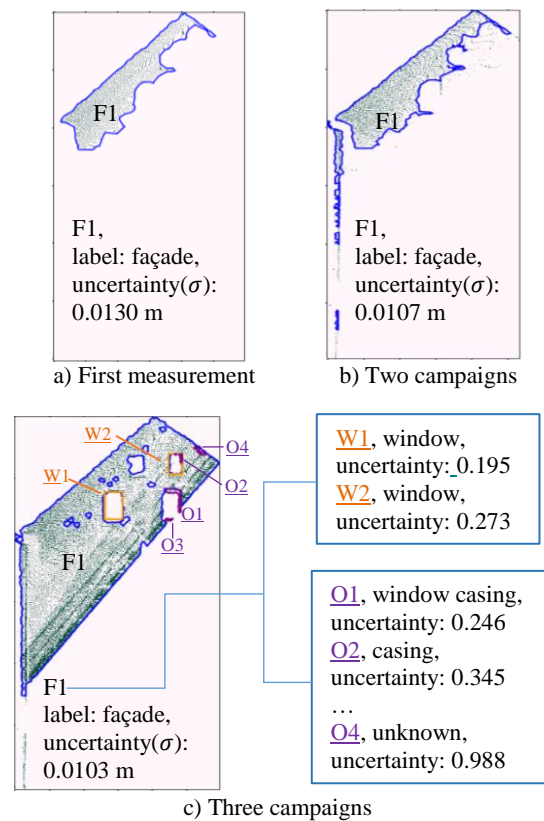 F1
F1,
label: façade,
uncertainty(σ):
0.0130 m
a) First measurement
F1
F1,
label: façade,
uncertainty(σ):
0.0107 m
b) Two campaigns
W2
W1
O4
O2
O1
O3
F1
F1
label: façade,
uncertainty(σ):
0.0103 m
W1, window,
uncertainty: 0.195
W2, window,
uncertainty: 0.273
O1, window casing,
uncertainty: 0.246
O2, casing,
uncertainty: 0.345
…
O4, unknown,
uncertainty: 0.988
c) Three campaigns